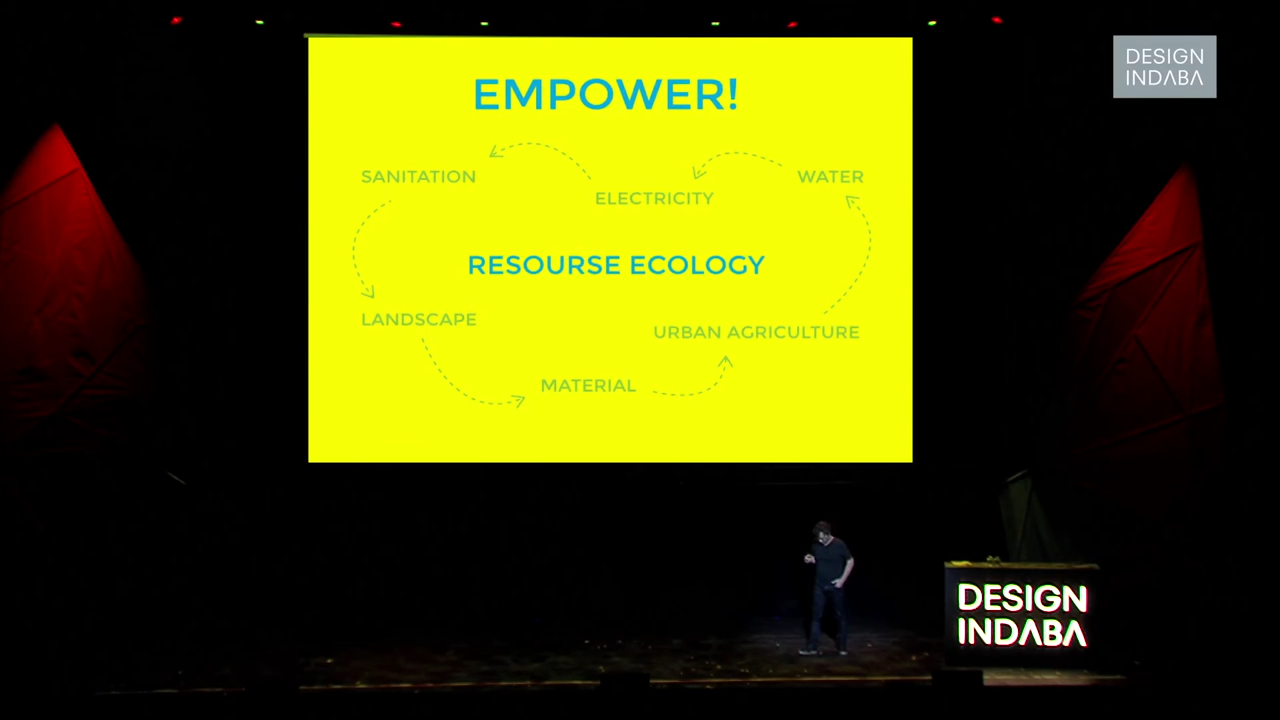 DESIGN
INDABA
EMPOWER!
SANITATION
WATER
ELECTRICITY
RESOURSE ECOLOGY
LANDSCAPE
URBAN AGRICULTURE
MATERIAL
DESIGN
INDABA